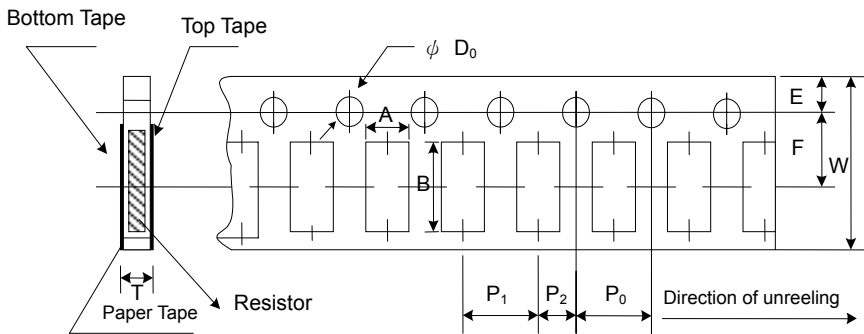 Bottom Tape
Top Tape
ψ D₀
E
A
F
W
B
T
P₁
P₂
P₀
Direction of unreeling
Resistor
Paper Tape